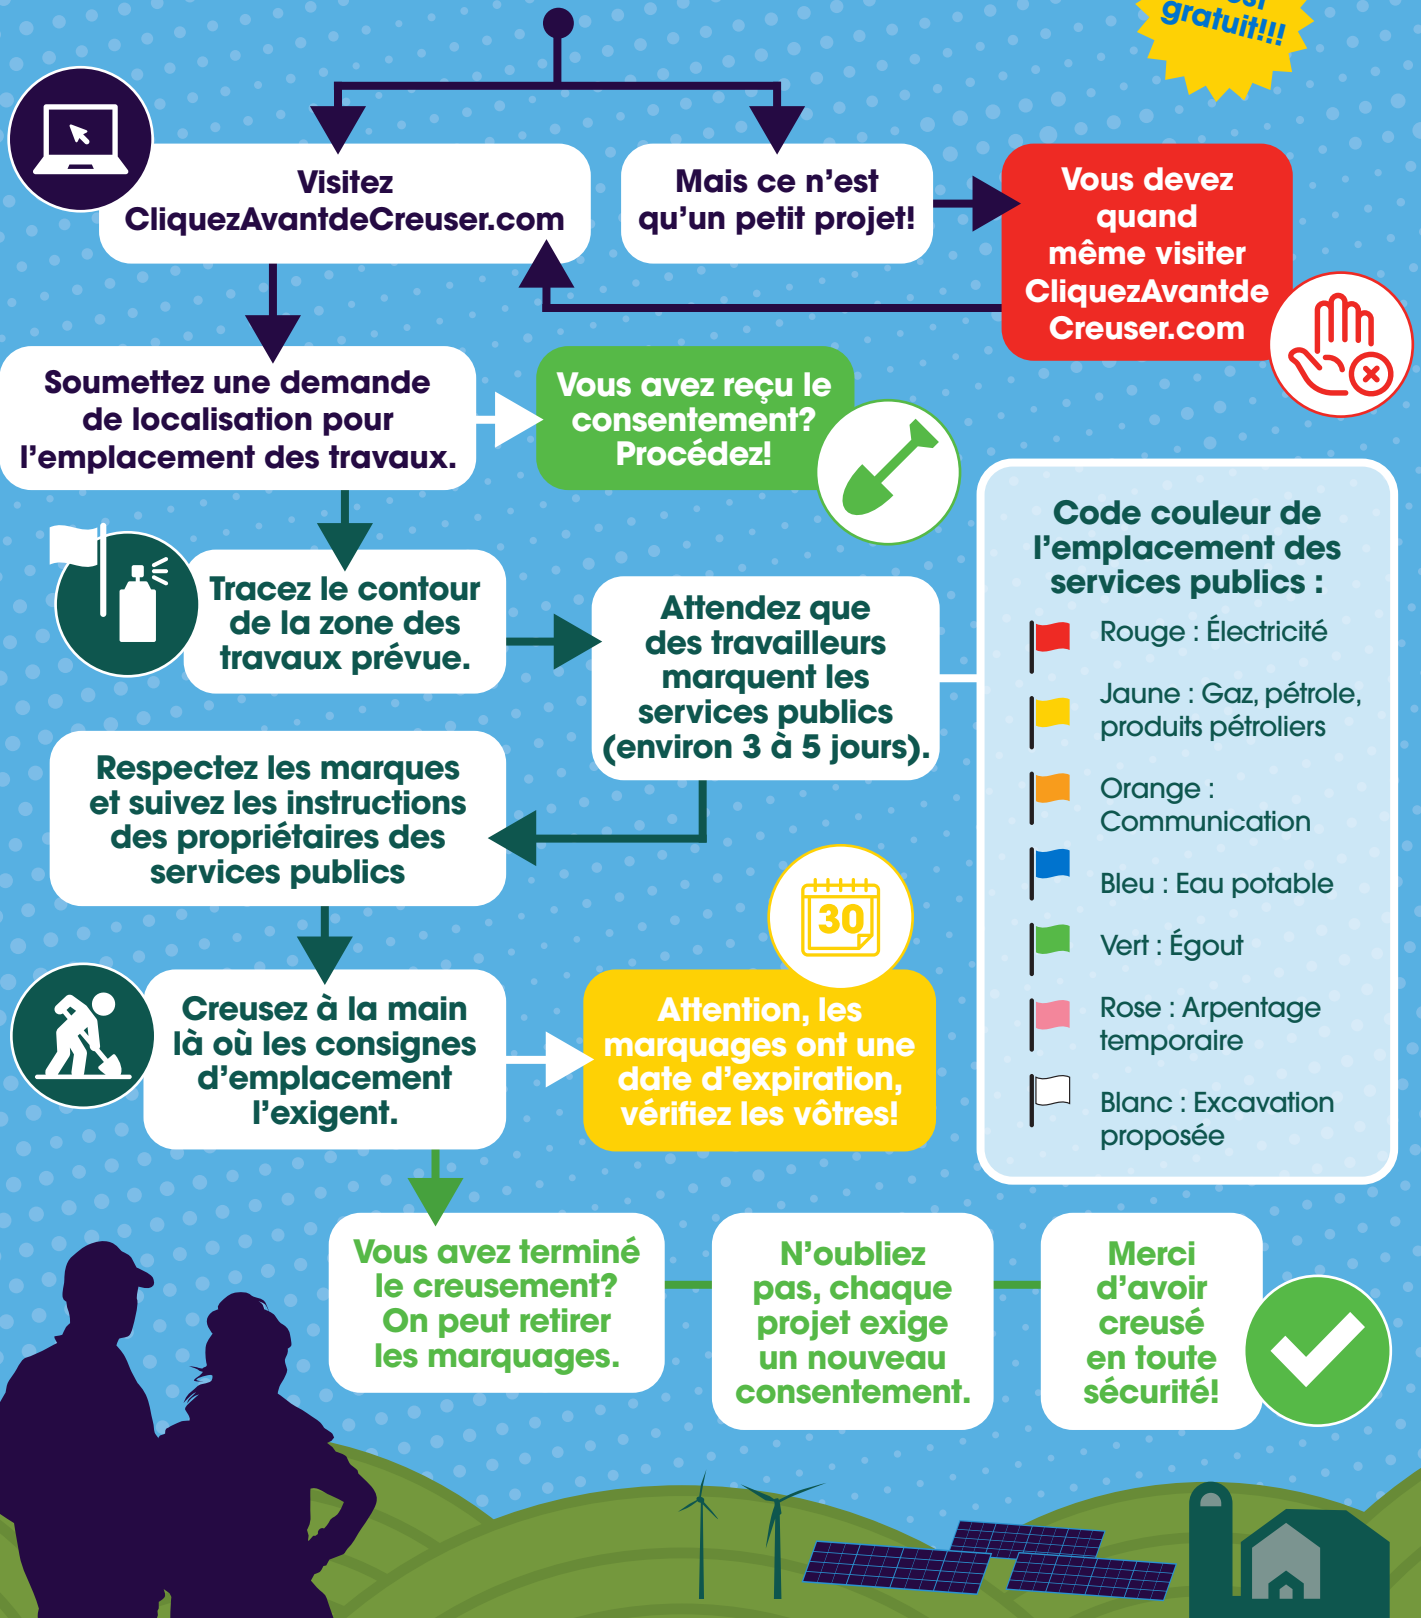 gratuit!!!
Visitez
CliquezAvantdeCreuser.com
Mais ce n’est
qu’un petit projet!
Vous devez
quand
même visiter
CliquezAvantde
Creuser.com
Soumettez une demande
de localisation pour
l’emplacement des travaux.
Vous avez reçu le
consentement?
Procédez!
Tracez le contour
de la zone des
travaux prévue.
Attendez que
des travailleurs
marquent les
services publics
(environ 3 à 5 jours).
Code couleur de
l’emplacement des
services publics :
Rouge : Électricité
Jaune : Gaz, pétrole,
produits pétroliers
Orange :
Communication
Bleu : Eau potable
Vert : Égout
Rose : Arpentage
temporaire
Blanc : Excavation
proposée
Respectez les marques
et suivez les instructions
des propriétaires des
services publics
30
Creusez à la main
là où les consignes
d’emplacement
l’exigent.
Attention, les
marquages ont une
date d’expiration,
vérifiez les vôtres!
Vous avez terminé
le creusement?
On peut retirer
les marquages.
N’oubliez
pas, chaque
projet exige
un nouveau
consentement.
Merci
d’avoir
creusé
en toute
sécurité!